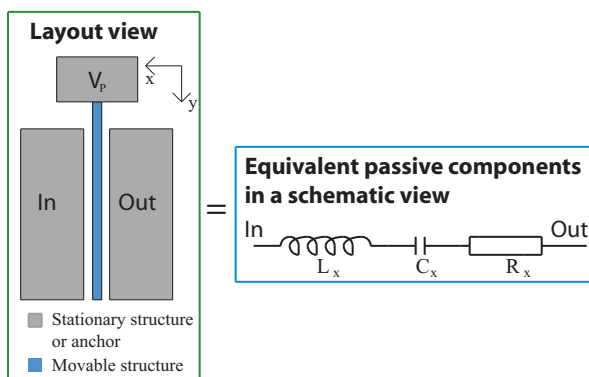 Layout view
V_P
x
y
In
Out
Stationary structure
or anchor
Movable structure
=
Equivalent passive components
in a schematic view
In
Out
L_x
C_x
R_x